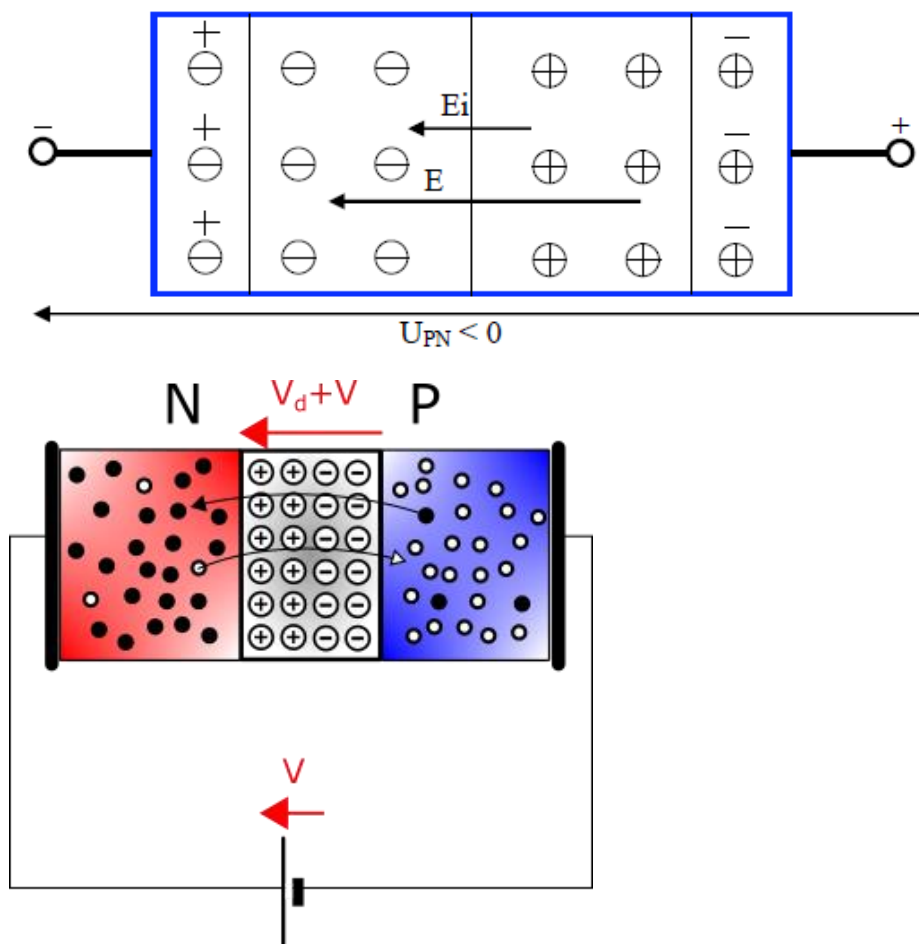 + −
− + Ei − +
E
+ −
U_PN < 0
N V_d+V P
+ + − −
+ + − −
+ + − −
+ + − −
+ + − −
+ + − −
V